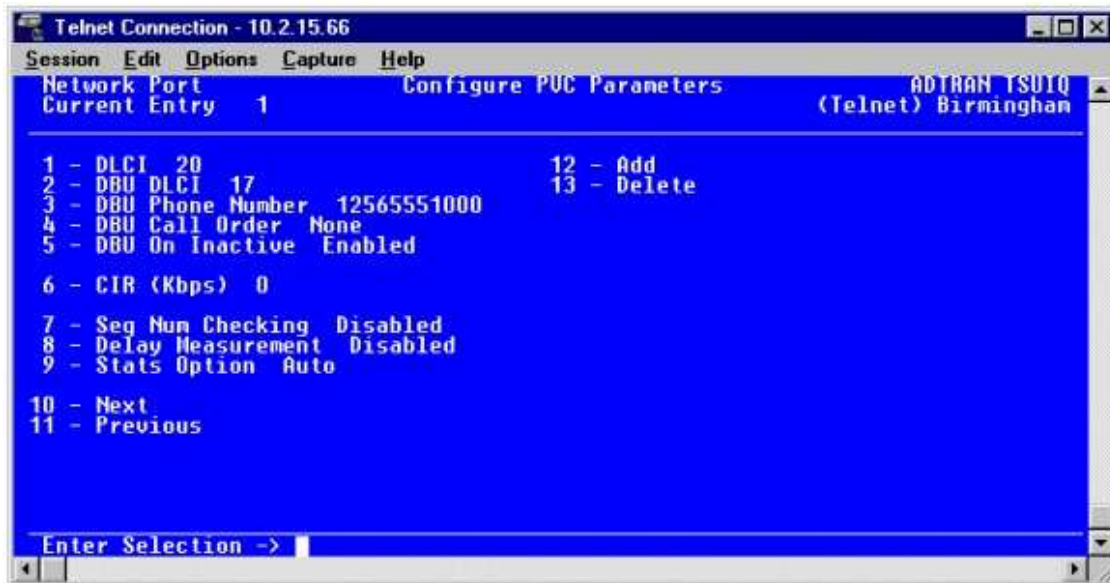 Telnet Connection - 10.2.15.66
Session Edit Options Capture Help
Network Port Configure PVC Parameters ADTRAN TSUIQ
Current Entry 1 (Telnet) Birmingham
1 - DLCI 20 12 - Add
2 - DBU DLCI 17 13 - Delete
3 - DBU Phone Number 12565551000
4 - DBU Call Order None
5 - DBU On Inactive Enabled
6 - CIR (Kbps) 0
7 - Seq Num Checking Disabled
8 - Delay Measurement Disabled
9 - Stats Option Auto
10 - Next
11 - Previous
Enter Selection ->